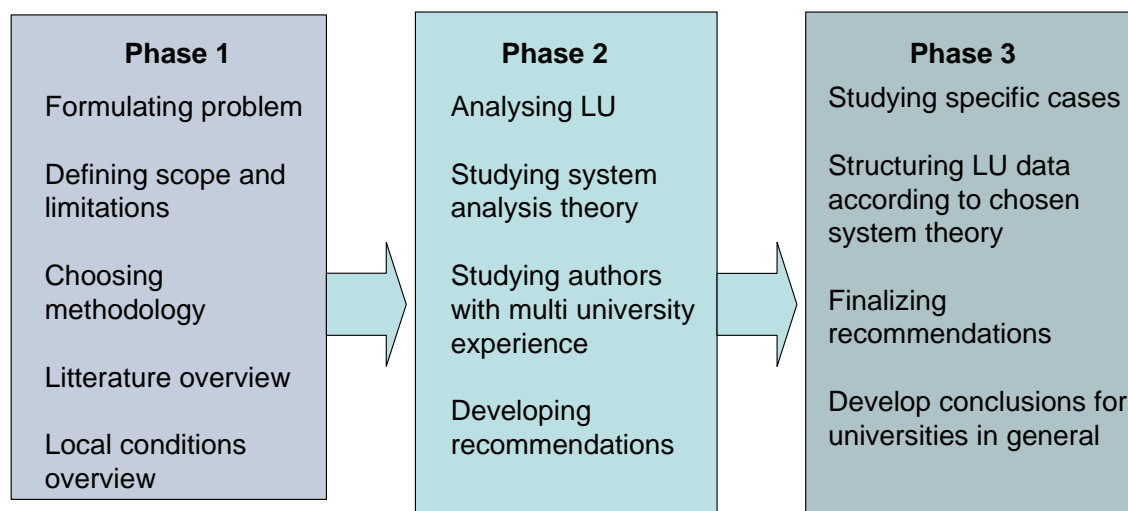 Phase 1
Formulating problem
Defining scope and
limitations
Choosing
methodology
Litterature overview
Local conditions
overview
Phase 2
Analysing LU
Studying system
analysis theory
Studying authors
with multi university
experience
Developing
recommendations
Phase 3
Studying specific cases
Structuring LU data
according to chosen
system theory
Finalizing
recommendations
Develop conclusions for
universities in general